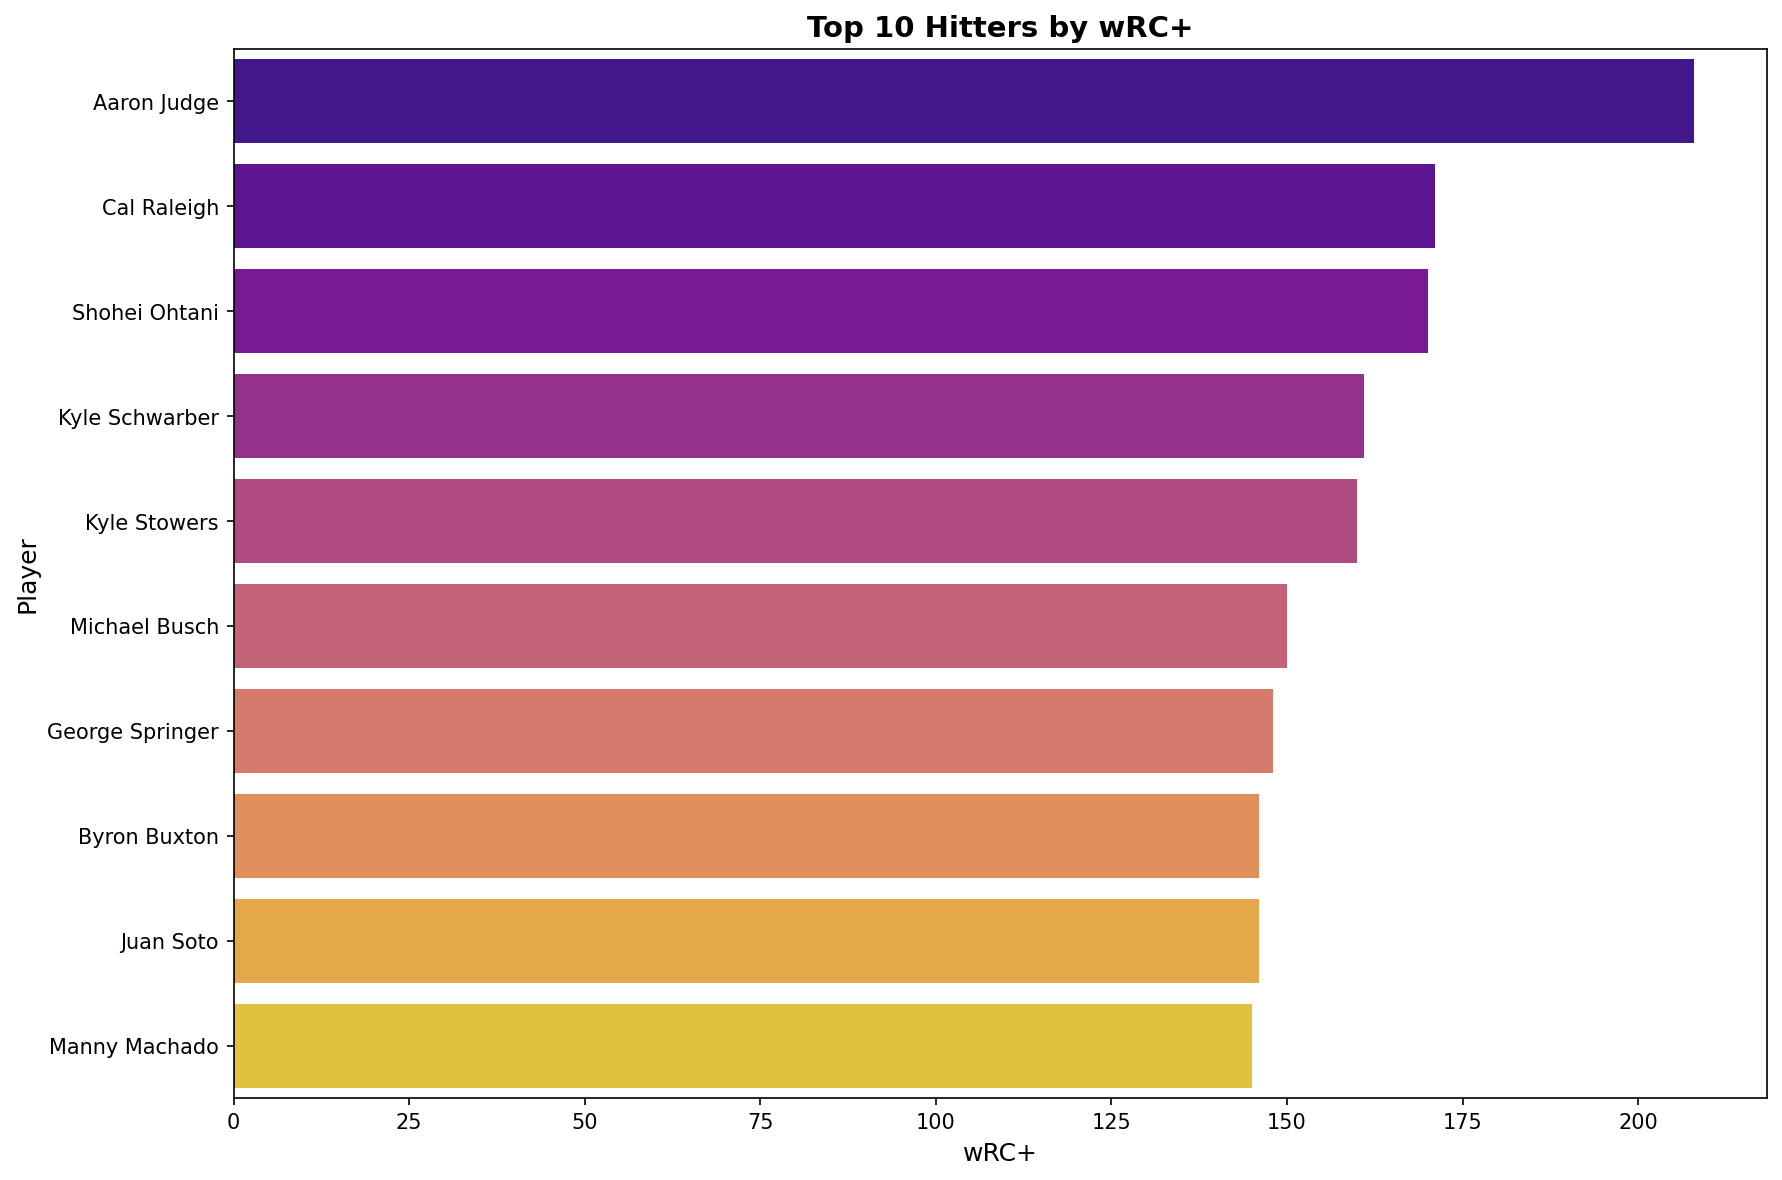 Top 10 Hitters by wRC+
Player
Aaron Judge
Cal Raleigh
Shohei Ohtani
Kyle Schwarber
Kyle Stowers
Michael Busch
George Springer
Byron Buxton
Juan Soto
Manny Machado
0 25 50 75 100 125 150 175 200
wRC+